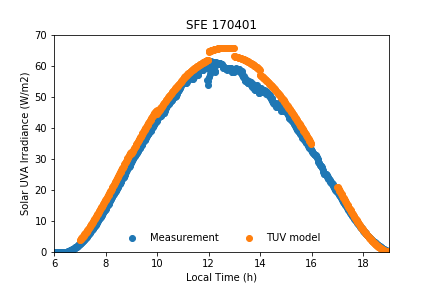 SFE 170401
Solar UVA Irradiance (W/m2)
70
60
50
40
30
20
10
0
6 8 10 12 14 16 18
Measurement TUV model
Local Time (h)